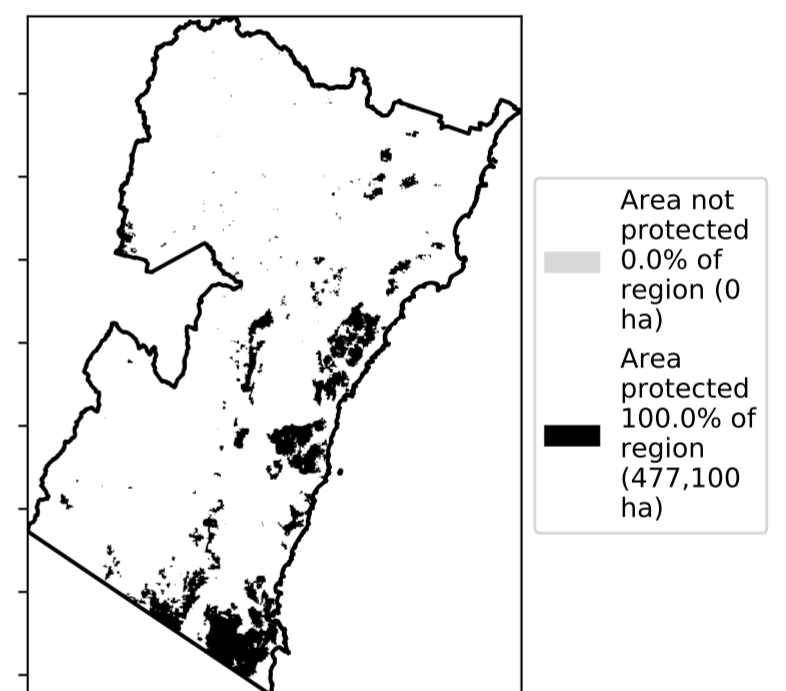 Area not
protected
0.0% of
region (0
ha)
Area
protected
100.0% of
region
(477,100
ha)